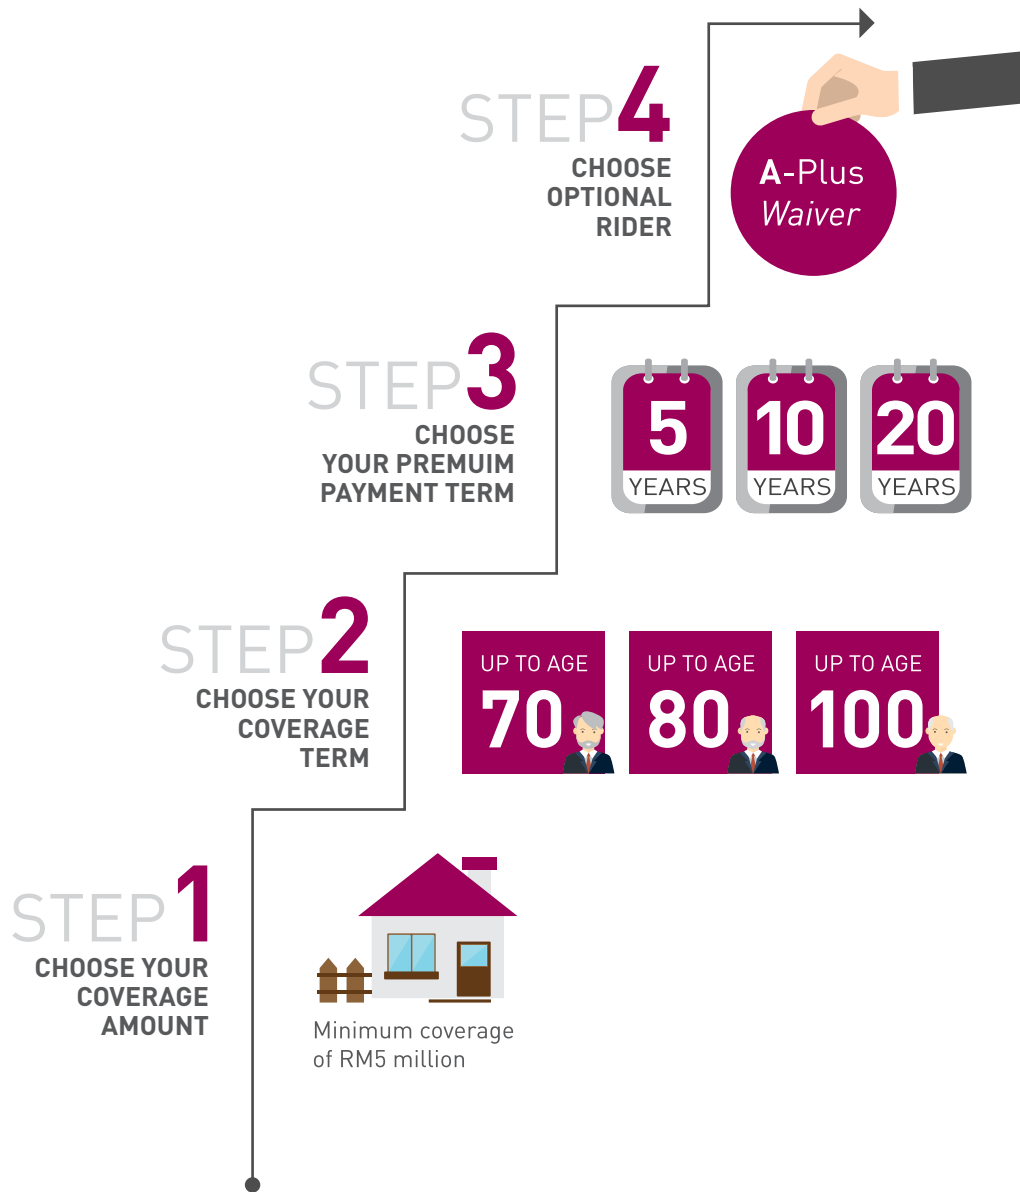 STEP4
CHOOSE
OPTIONAL
RIDER
A-Plus
Waiver
STEP3
CHOOSE
YOUR PREMUIM
PAYMENT TERM
5
YEARS
10
YEARS
20
YEARS
STEP2
CHOOSE YOUR
COVERAGE
TERM
UP TO AGE
70
UP TO AGE
80
UP TO AGE
100
STEP1
CHOOSE YOUR
COVERAGE
AMOUNT
Minimum coverage
of RM5 million